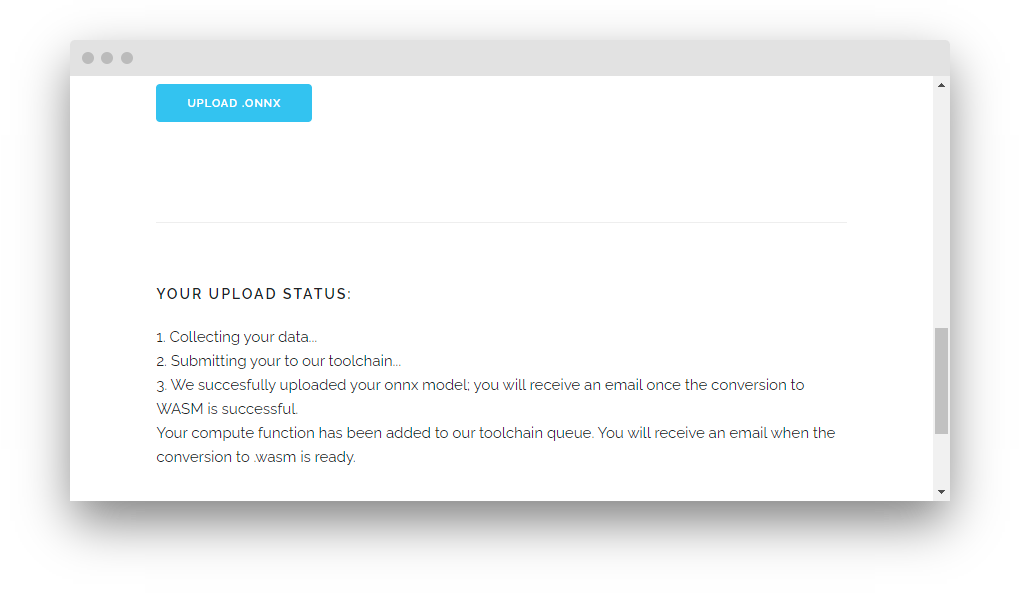 UPLOAD .ONNX
YOUR UPLOAD STATUS:
1. Collecting your data...
2. Submitting your to our toolchain...
3. We succesfully uploaded your onnx model; you will receive an email once the conversion to
WASM is successful.
Your compute function has been added to our toolchain queue. You will receive an email when the
conversion to .wasm is ready.